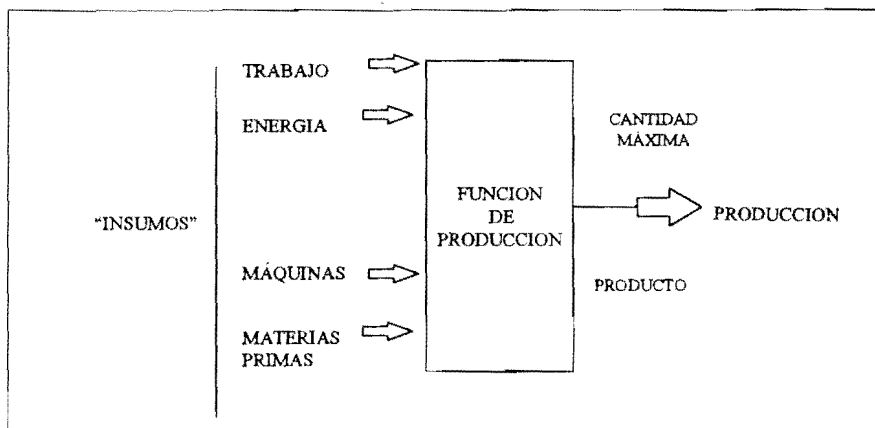 TRABAJO
ENERGIA
"INSUMOS"
MÁQUINAS
MATERIAS
PRIMAS
FUNCION
DE
PRODUCCION
CANTIDAD
MÁXIMA
PRODUCCION
PRODUCTO